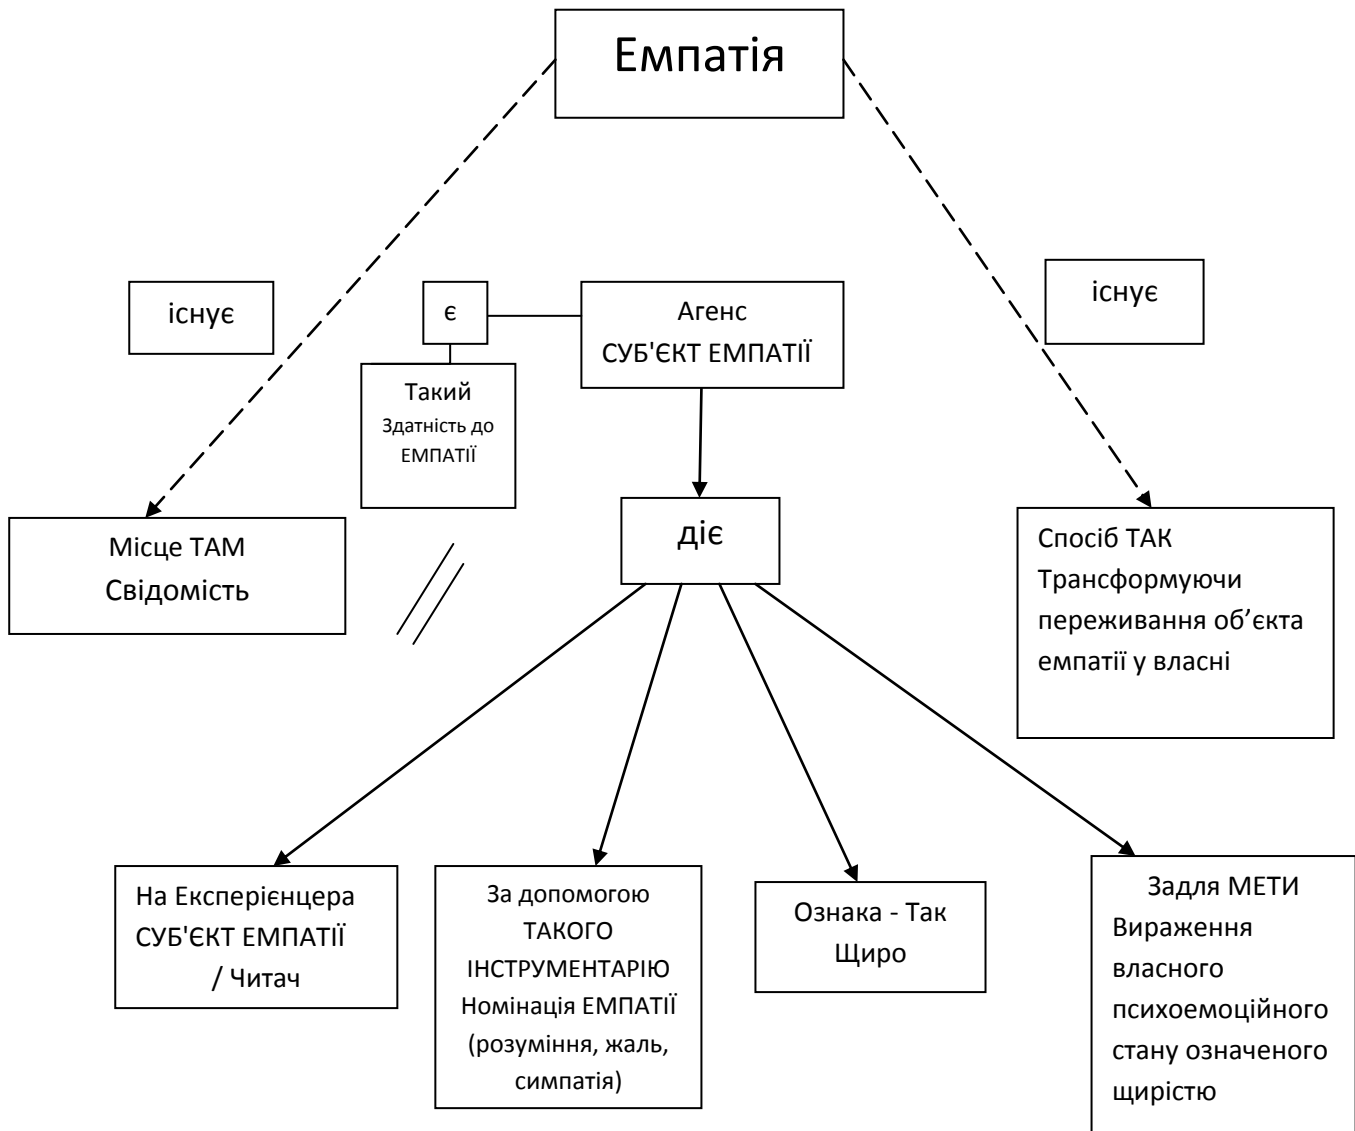 Емпатія
існує
є
Агенс
СУБ'ЄКТ ЕМПАТІЇ
існує
Такий
Здатність до
ЕМПАТІЇ
Місце ТАМ
Свідомість
діє
Спосіб ТАК
Трансформуючи
переживання об’єкта
емпатії у власні
На Експерієнцера
СУБ'ЄКТ ЕМПАТІЇ
/ Читач
За допомогою
ТАКОГО
ІНСТРУМЕНТАРІЮ
Номінація ЕМПАТІЇ
(розуміння, жаль,
симпатія)
Ознака - Так
Щиро
Задля МЕТИ
Вираження
власного
психоемоційного
стану означеного
щирістю